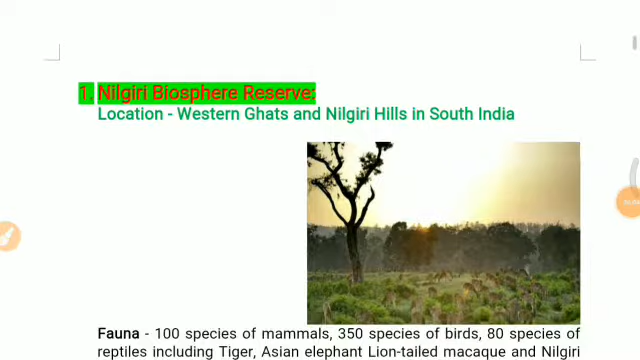 1. Nilgiri Biosphere Reserve:
Location - Western Ghats and Nilgiri Hills in South India
Fauna - 100 species of mammals, 350 species of birds, 80 species of
reptiles including Tiger, Asian elephant Lion-tailed macaque and Nilgiri